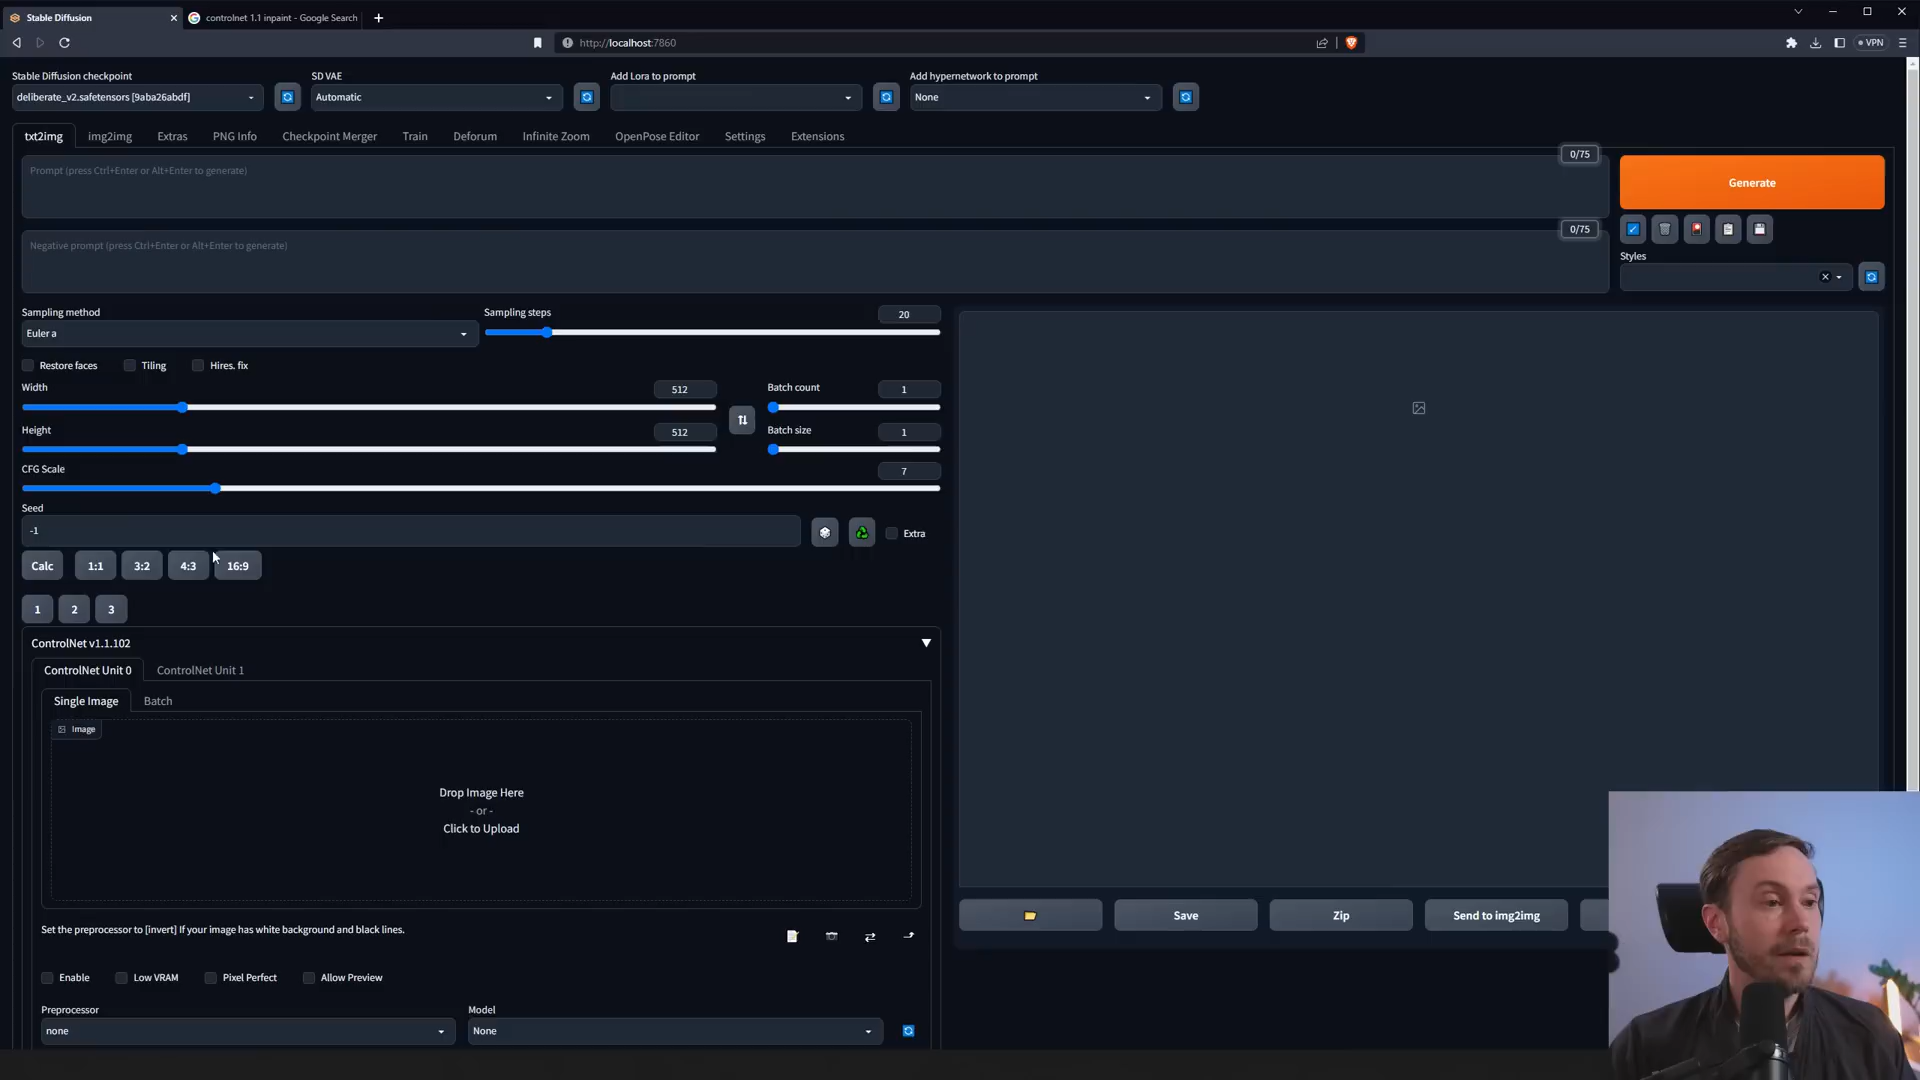 Stable Diffusion
controlnet 1.1 inpaint - Google Search
http://localhost:7860
VPN
Stable Diffusion checkpoint
SD VAE
Add Lora to prompt
Add hypernetwork to prompt
deliberate_v2.safetensors [9aba26abdf]
Automatic
None
txt2img
img2img
Extras
PNG Info
Checkpoint Merger
Train
Deforum
Infinite Zoom
OpenPose Editor
Settings
Extensions
0/75
Prompt (press Ctrl+Enter or Alt+Enter to generate)
Generate
0/75
Negative prompt (press Ctrl+Enter or Alt+Enter to generate)
Styles
Sampling method
Sampling steps
20
Euler a
Restore faces
Tiling
Hires. fix
Width
512
Batch count
1
Height
512
Batch size
1
CFG Scale
7
Seed
-1
Extra
Calc
1:1
3:2
4:3
16:9
1
2
3
ControlNet v1.1.102
ControlNet Unit 0
ControlNet Unit 1
Single Image
Batch
Image
Drop Image Here
- or -
Click to Upload
Save
Zip
Send to img2img
Set the preprocessor to [invert] If your image has white background and black lines.
Enable
Low VRAM
Pixel Perfect
Allow Preview
Preprocessor
Model
none
None